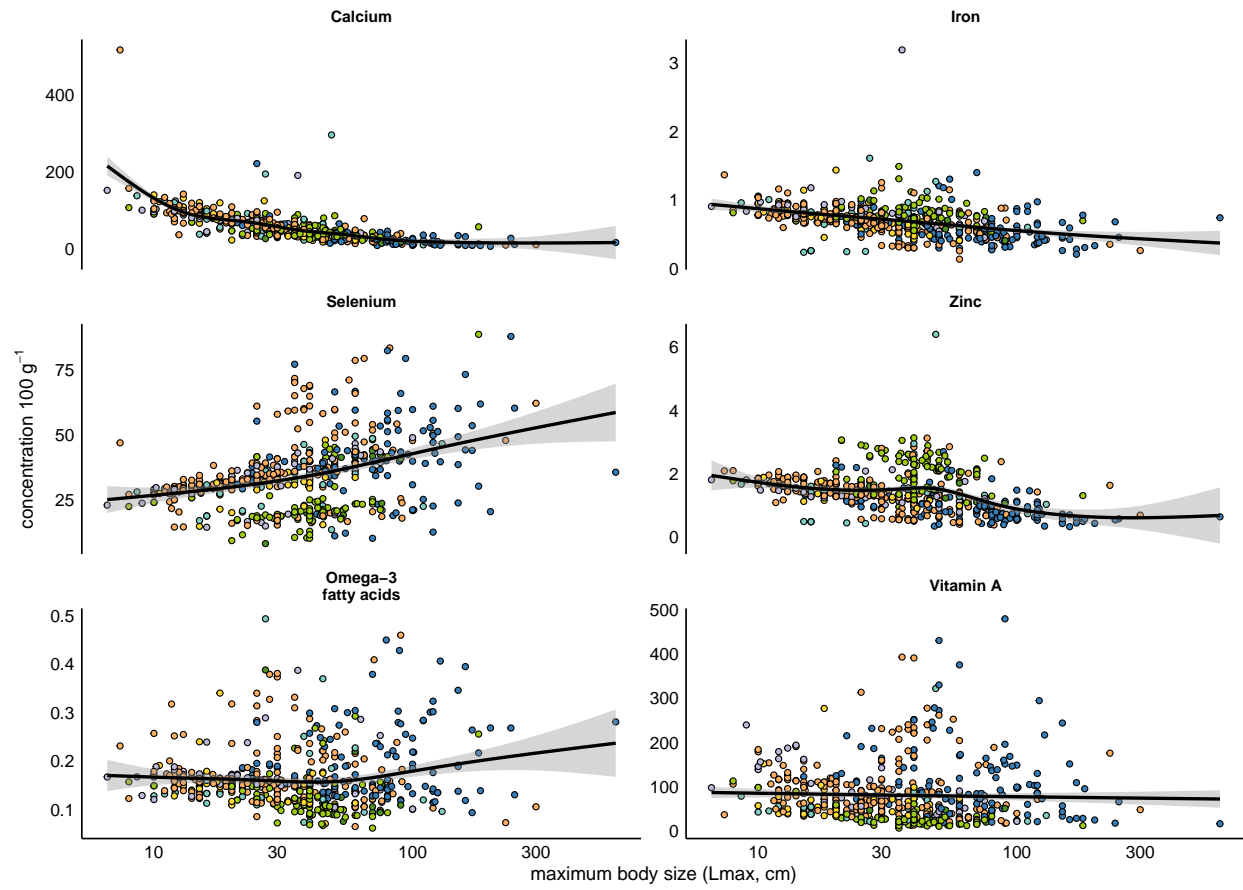 Calcium
Iron
400
200
0
3
2
1
0
Selenium
Zinc
75
50
25
6
4
2
0
concentration 100 g⁻¹
Omega−3
fatty acids
Vitamin A
0.5
0.4
0.3
0.2
0.1
500
400
300
200
100
0
10 30 100 300
10 30 100 300
maximum body size (Lmax, cm)